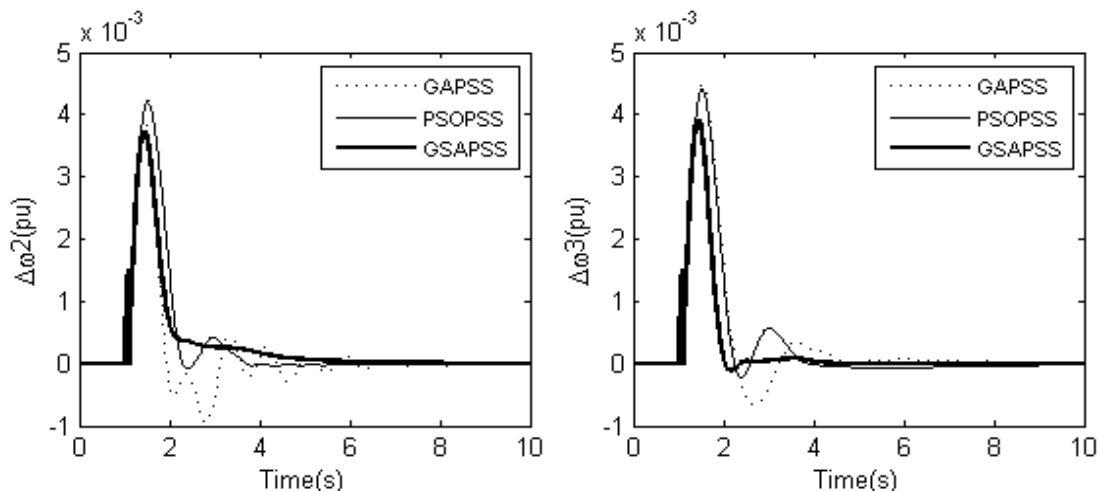 x 10⁻³
5
4
3
2
1
0
-1
Δω2(pu)
GAPSS
PSOPSS
GSAPSS
0 2 4 6 8 10
Time(s)
x 10⁻³
5
4
3
2
1
0
-1
Δω3(pu)
GAPSS
PSOPSS
GSAPSS
0 2 4 6 8 10
Time(s)